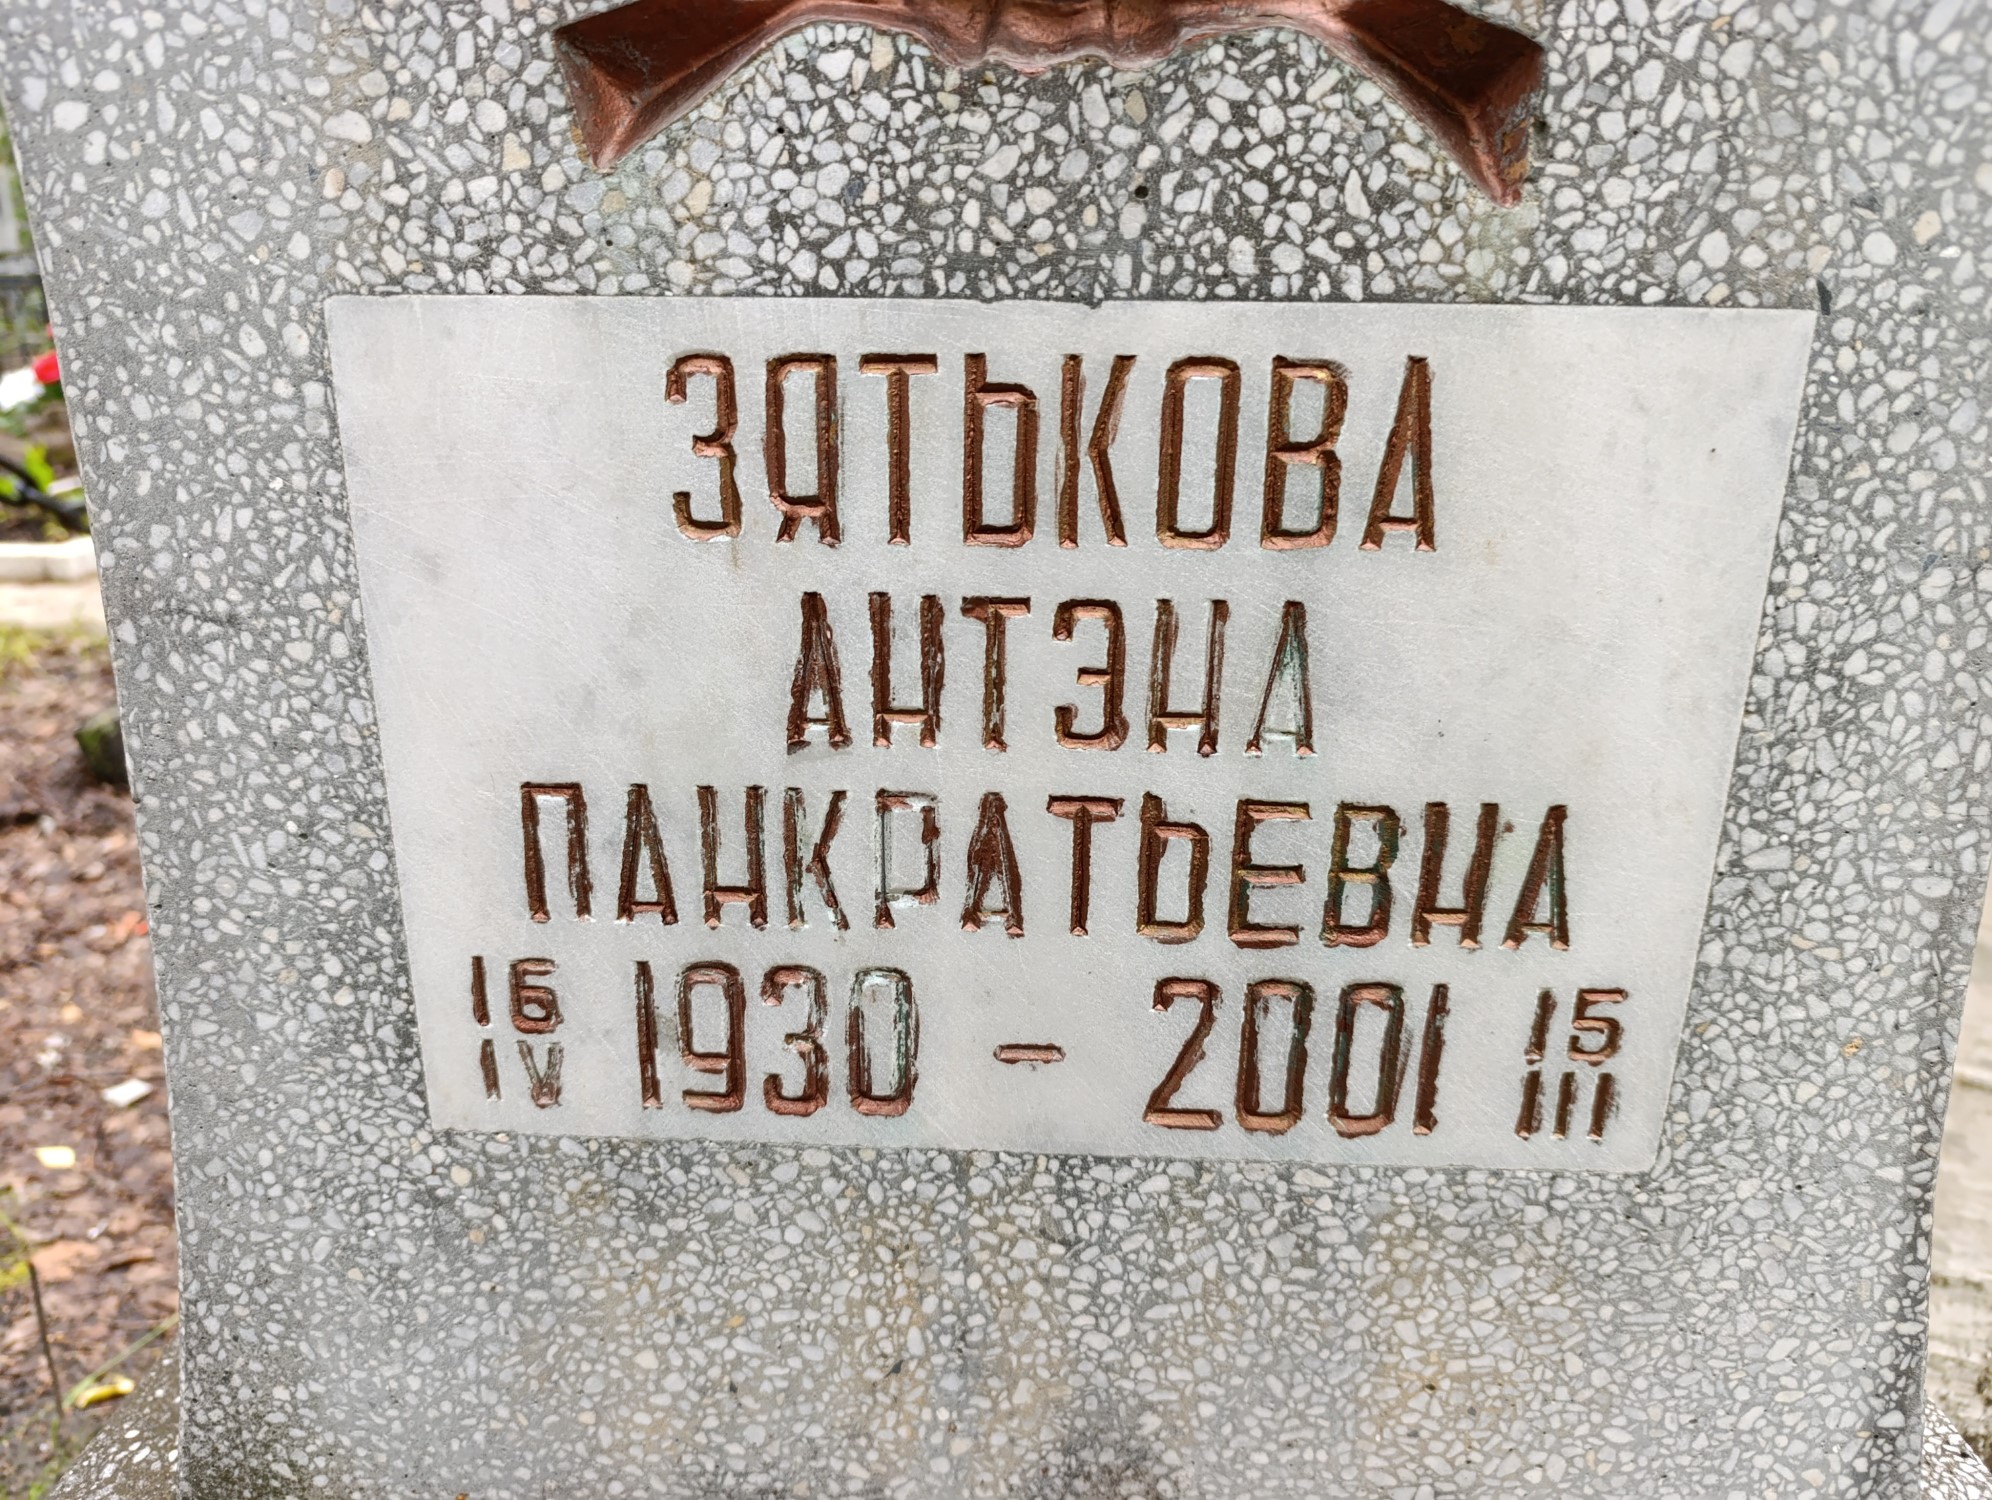 ЗЯТЬКОВА
АНТЭНА
ПАНКРАТЬЕВНА
16 IV 1930 - 2001 15 III